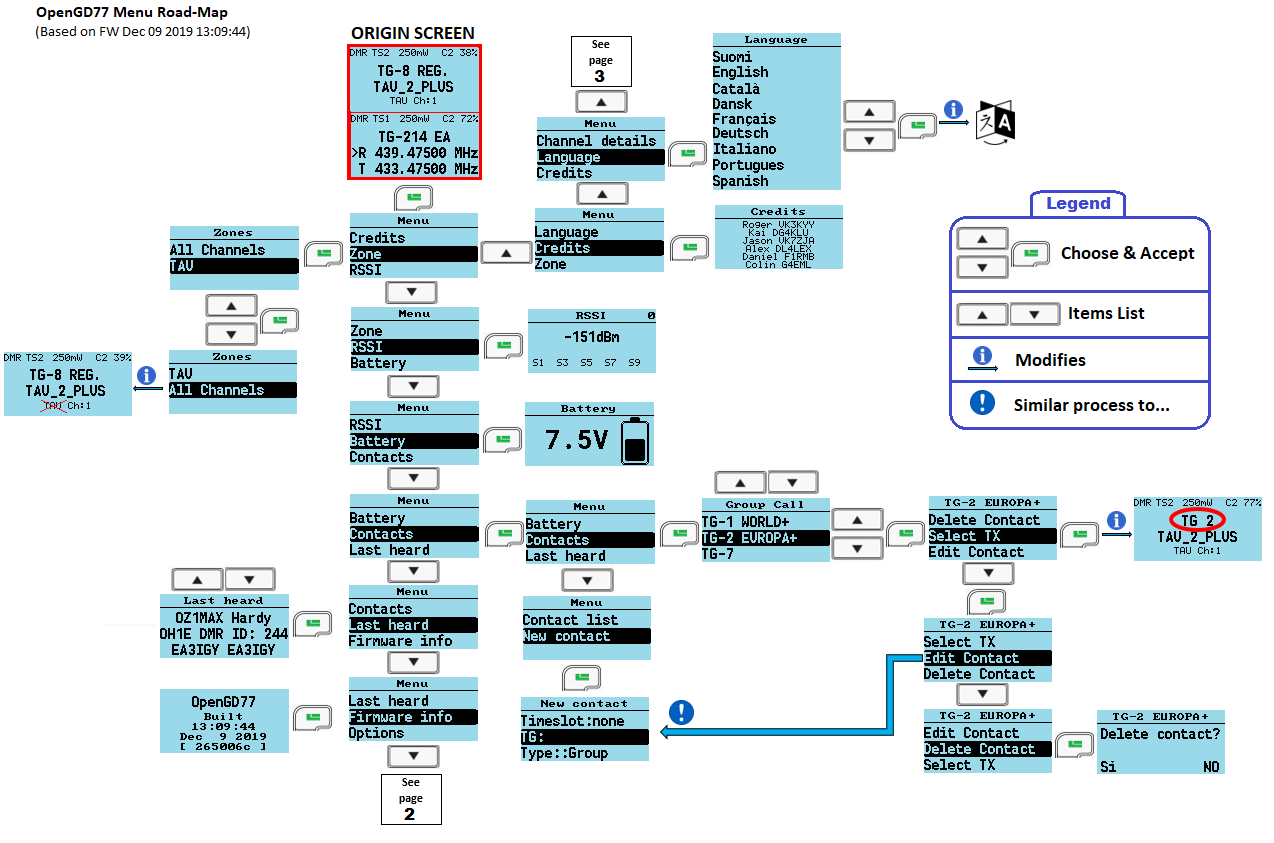 OpenGD77 Menu Road-Map
(Based on FW Dec 09 2019 13:09:44)
ORIGIN SCREEN
DMR TS2 250mW C2 38%
TG-8 REG.
TAV_2_PLUS
TAV Ch:1
DMR TS1 250mW C2 72%
TG-214 EA
>R 439.47500 MHz
T 433.47500 MHz
See
page
3
Menu
Channel details
Language
Credits
Language
Suomi
English
Català
Dansk
Français
Deutsch
Italiano
Portugues
Spanish
Menu
Language
Credits
Zone
Credits
Roger VK3KYY
Kai DG4KLU
Jason VK7ZJA
Alex DL4LEX
Daniel F1RMB
Colin G4EML
Legend
Choose & Accept
Items List
Modifies
Similar process to...
Menu
Credits
Zone
RSSI
Zones
All Channels
TAV
Zones
TAV
All Channels
DMR TS2 250mW C2 39%
TG-8 REG.
TAV_2_PLUS
TAV Ch:1
Menu
Zone
RSSI
Battery
RSSI 0
-151dBm
S1 S3 S5 S7 S9
Menu
RSSI
Battery
Contacts
Battery
7.5V
Menu
Battery
Contacts
Last heard
Menu
Battery
Contacts
Last heard
Group Call
TG-1 WORLD+
TG-2 EUROPA+
TG-7
TG-2 EUROPA+
Delete Contact
Select TX
Edit Contact
DMR TS2 250mW C2 77%
TG 2
TAV_2_PLUS
TAV Ch:1
Menu
Contacts
Last heard
Firmware info
Last heard
OZ1MAX Hardy
OH1E DMR ID: 244
EA3IGY EA3IGY
Menu
Contact list
New contact
TG-2 EUROPA+
Select TX
Edit Contact
Delete Contact
Menu
Last heard
Firmware info
Options
OpenGD77
Built
13:09:44
Dec 9 2019
[ 265006c ]
New contact
Timeslot:none
TG:
Type::Group
TG-2 EUROPA+
Edit Contact
Delete Contact
Select TX
TG-2 EUROPA+
Delete contact?
Si NO
See
page
2